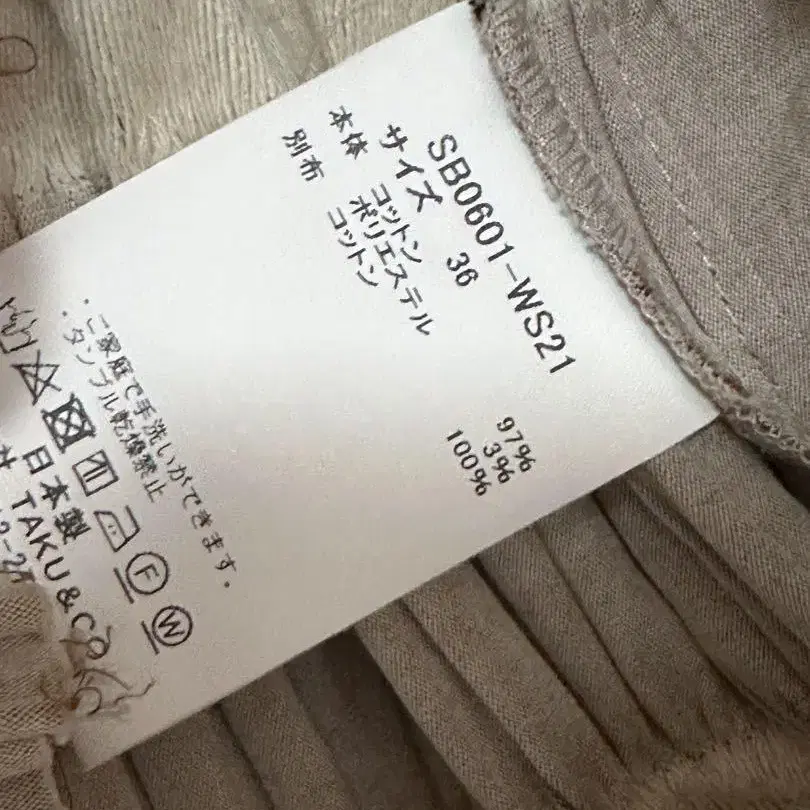 SB0601-WS21
サイズ 36
本体 コットン 97%
ポリエステル 3%
別布 コットン 100%
・ご家庭で手洗いができます。
・タンブル乾燥禁止
F W
日本製
TAKU&C